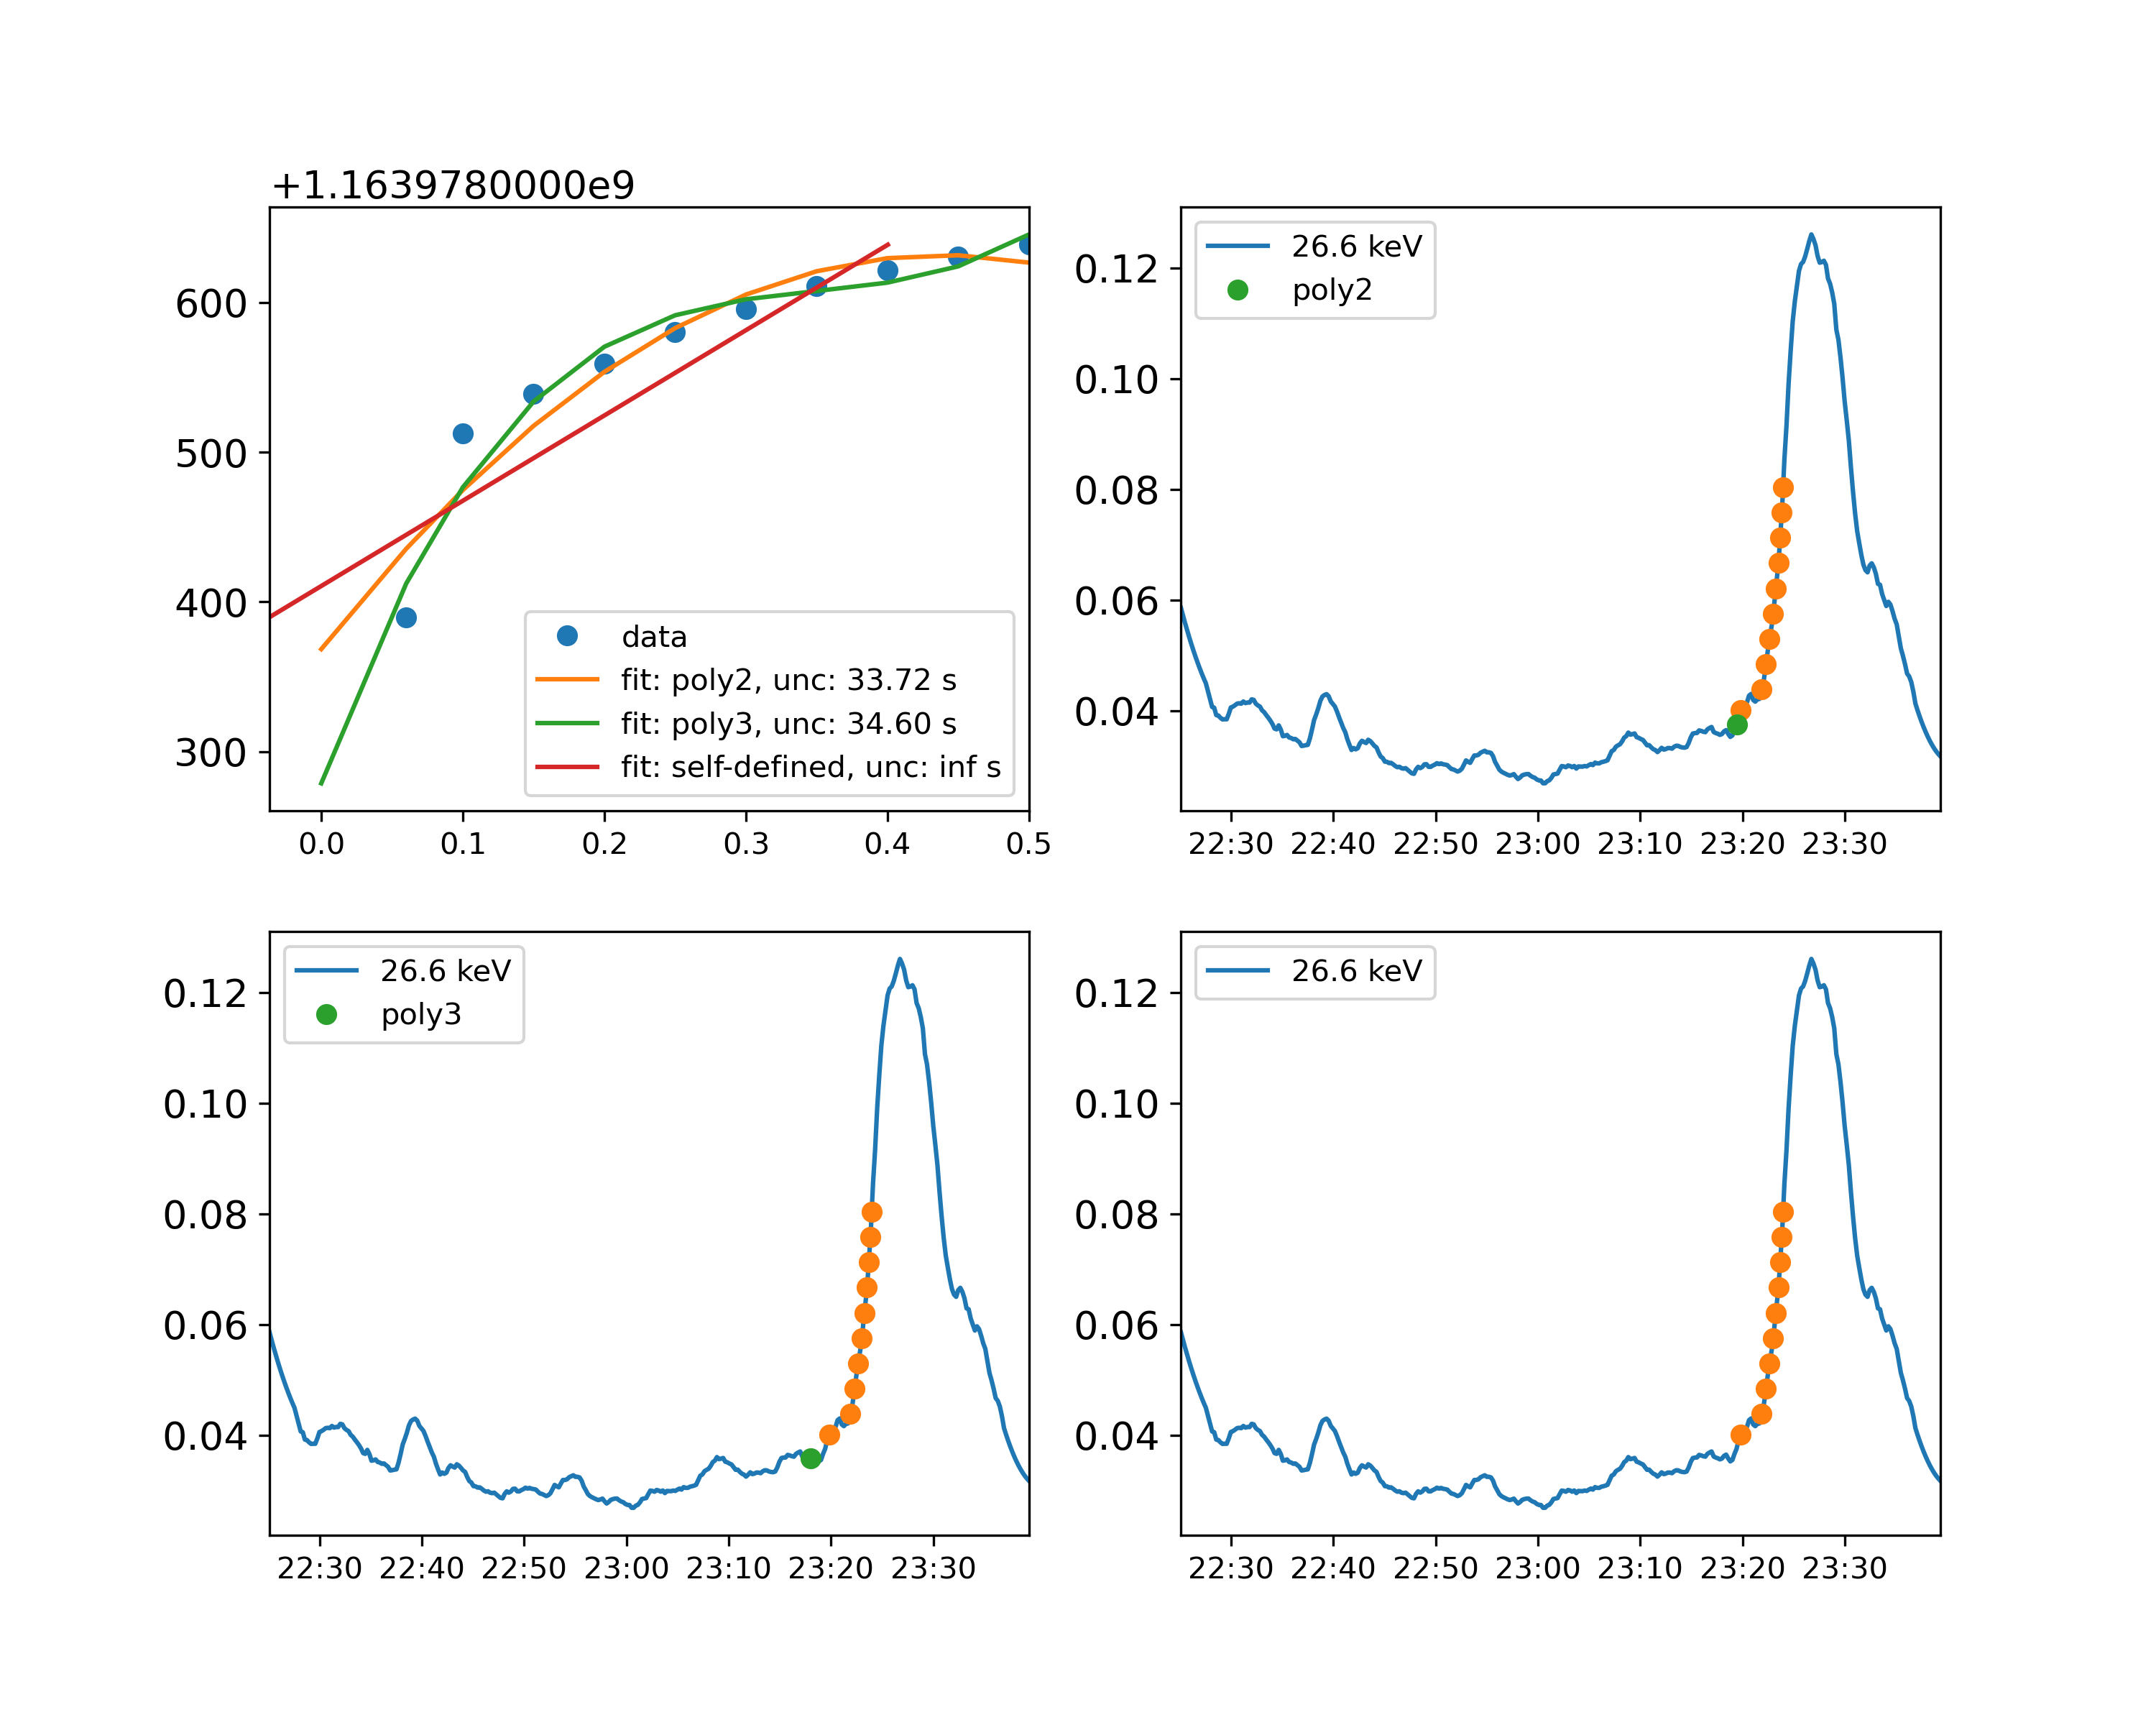 +1.1639780000e9
600
500
400
300
data
fit: poly2, unc: 33.72 s
fit: poly3, unc: 34.60 s
fit: self-defined, unc: inf s
0.0 0.1 0.2 0.3 0.4 0.5
26.6 keV
poly2
0.12
0.10
0.08
0.06
0.04
22:30 22:40 22:50 23:00 23:10 23:20 23:30
26.6 keV
poly3
0.12
0.10
0.08
0.06
0.04
22:30 22:40 22:50 23:00 23:10 23:20 23:30
26.6 keV
0.12
0.10
0.08
0.06
0.04
22:30 22:40 22:50 23:00 23:10 23:20 23:30